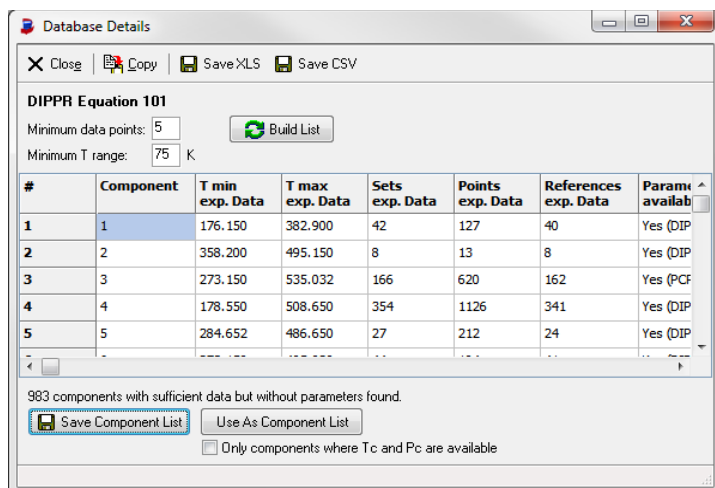 Database Details
Close Copy Save XLS Save CSV
DIPPR Equation 101
Minimum data points: 5 Build List
Minimum T range: 75 K
# Component T min exp. Data T max exp. Data Sets exp. Data Points exp. Data References exp. Data Parame availab
1 1 176.150 382.900 42 127 40 Yes (DIP
2 2 358.200 495.150 8 13 8 Yes (DIP
3 3 273.150 535.032 166 620 162 Yes (PCF
4 4 178.550 508.650 354 1126 341 Yes (DIP
5 5 284.652 486.650 27 212 24 Yes (DIP
983 components with sufficient data but without parameters found.
Save Component List Use As Component List
Only components where Tc and Pc are available